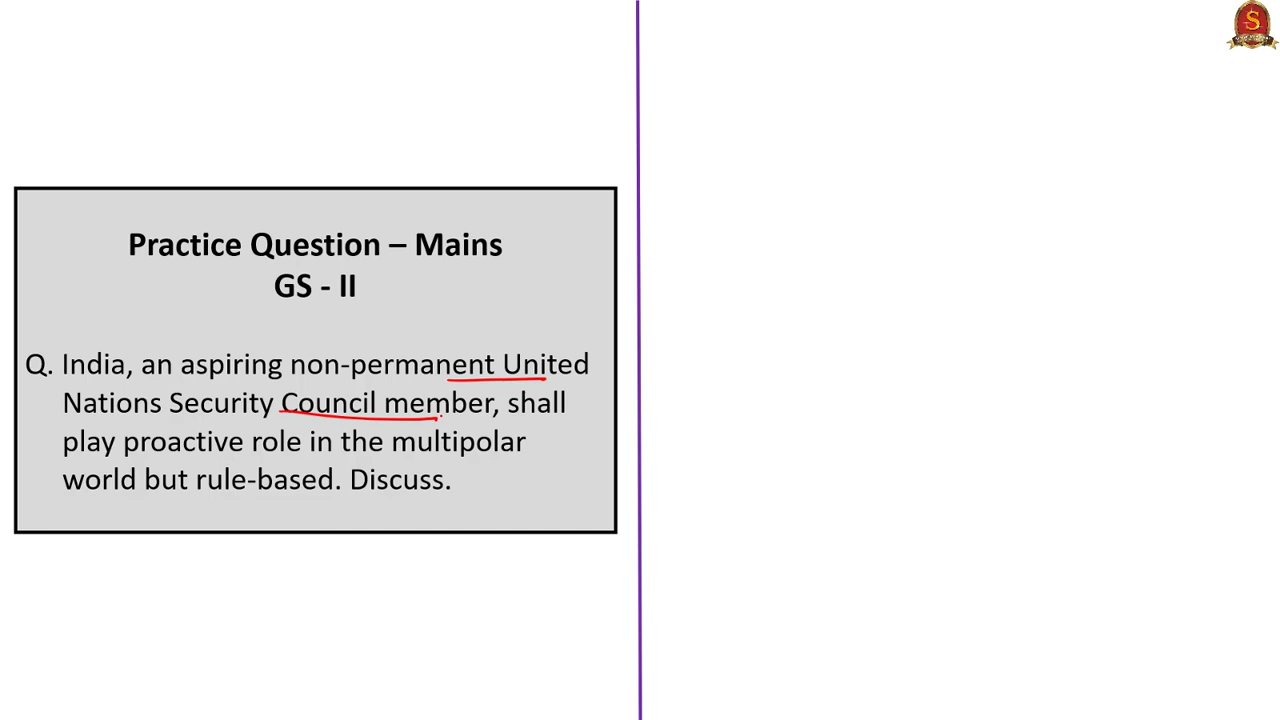 Practice Question – Mains
GS - II
Q. India, an aspiring non-permanent United
Nations Security Council member, shall
play proactive role in the multipolar
world but rule-based. Discuss.
S